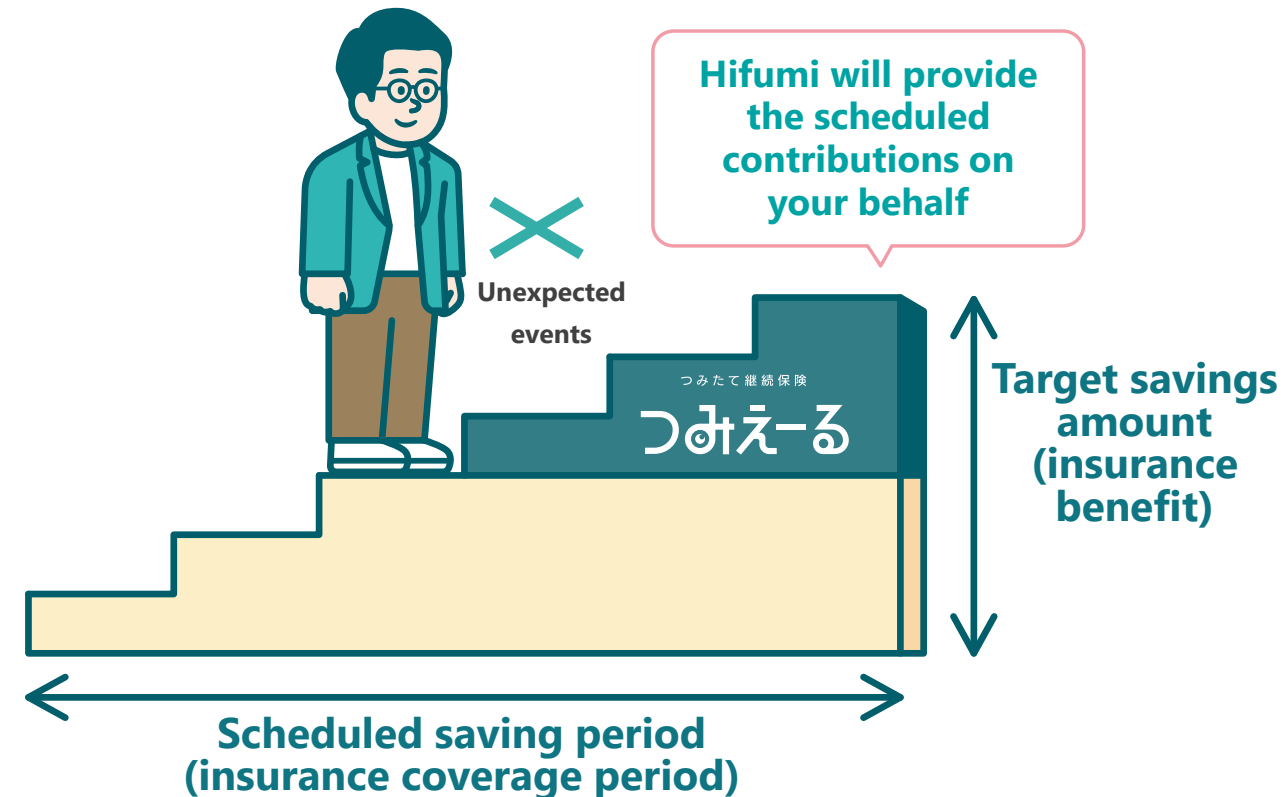 Hifumi will provide
the scheduled
contributions on
your behalf
Unexpected
events
つみたて継続保険
つみえーる
Target savings
amount
(insurance
benefit)
Scheduled saving period
(insurance coverage period)